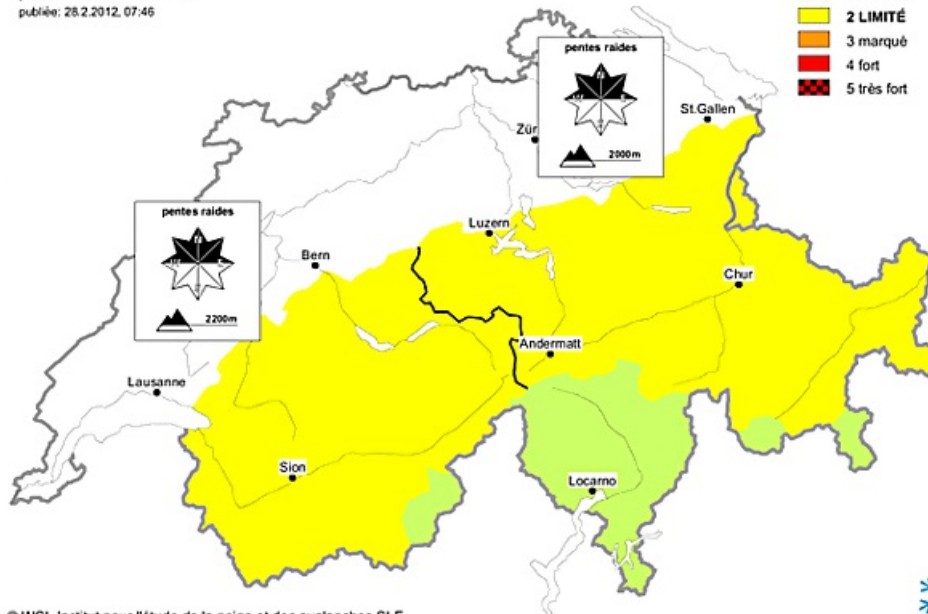 publiée: 28.2.2012, 07:46
2 LIMITÉ
3 marqué
4 fort
5 très fort
pentes raides
N
2000m
St.Gallen
Zür
pentes raides
N
2200m
Luzern
Bern
Chur
Andermatt
Lausanne
Sion
Locarno